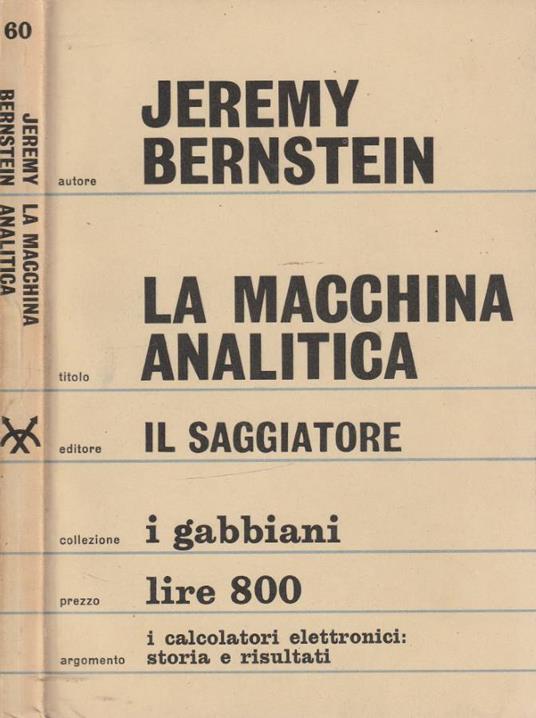 60
JEREMY LA MACCHINA
BERNSTEIN ANALITICA
autore
JEREMY
BERNSTEIN
titolo
LA MACCHINA
ANALITICA
editore
IL SAGGIATORE
collezione
i gabbiani
prezzo
lire 800
argomento
i calcolatori elettronici:
storia e risultati